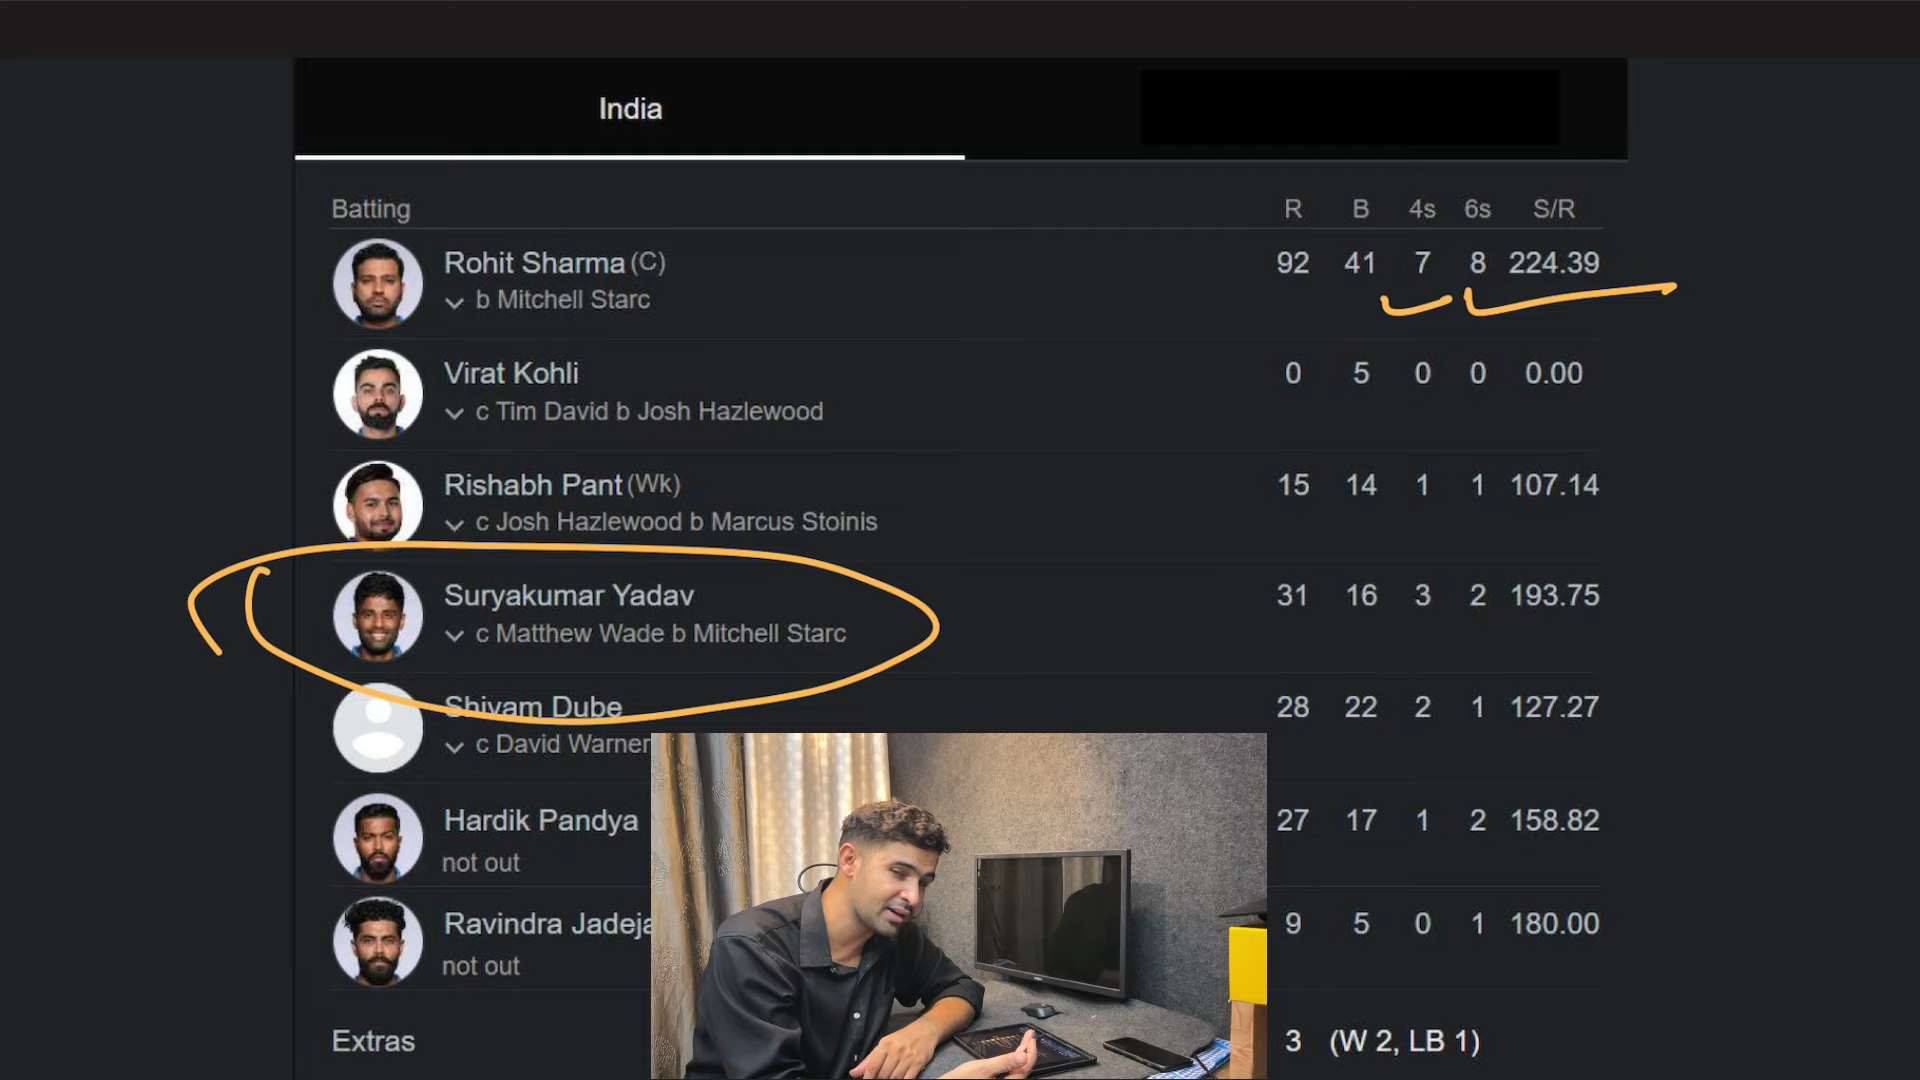 India
Batting R B 4s 6s S/R
Rohit Sharma (C) 92 41 7 8 224.39
b Mitchell Starc
Virat Kohli 0 5 0 0 0.00
c Tim David b Josh Hazlewood
Rishabh Pant (Wk) 15 14 1 1 107.14
c Josh Hazlewood b Marcus Stoinis
Suryakumar Yadav 31 16 3 2 193.75
c Matthew Wade b Mitchell Starc
Shivam Dube 28 22 2 1 127.27
c David Warner
Hardik Pandya 27 17 1 2 158.82
not out
Ravindra Jadeja 9 5 0 1 180.00
not out
Extras 3 (W 2, LB 1)